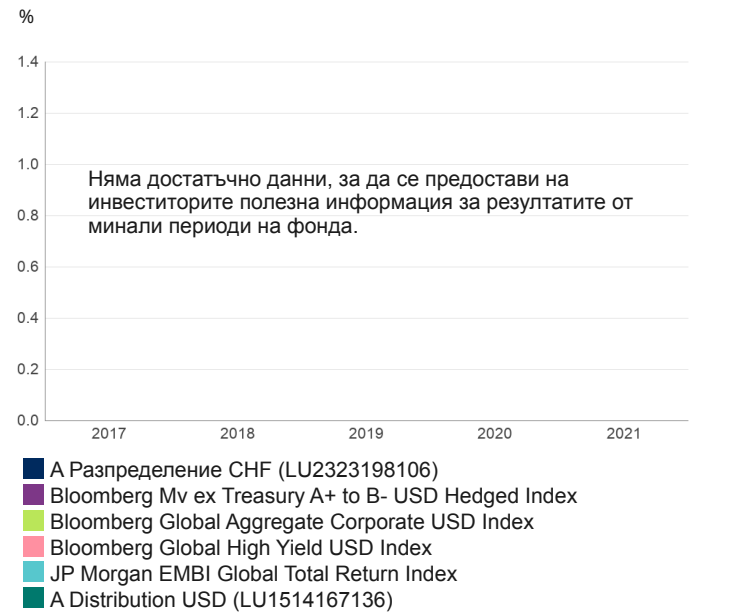 %
1.4
1.2
1.0
Няма достатъчно данни, за да се предостави на
инвеститорите полезна информация за резултатите от
0.8
минали периоди на фонда.
0.6
0.4
0.2
0.0
2017 2018 2019 2020 2021
А Разпределение CHF (LU2323198106)
Bloomberg Mv ex Treasury A+ to B- USD Hedged Index
Bloomberg Global Aggregate Corporate USD Index
Bloomberg Global High Yield USD Index
JP Morgan EMBI Global Total Return Index
A Distribution USD (LU1514167136)